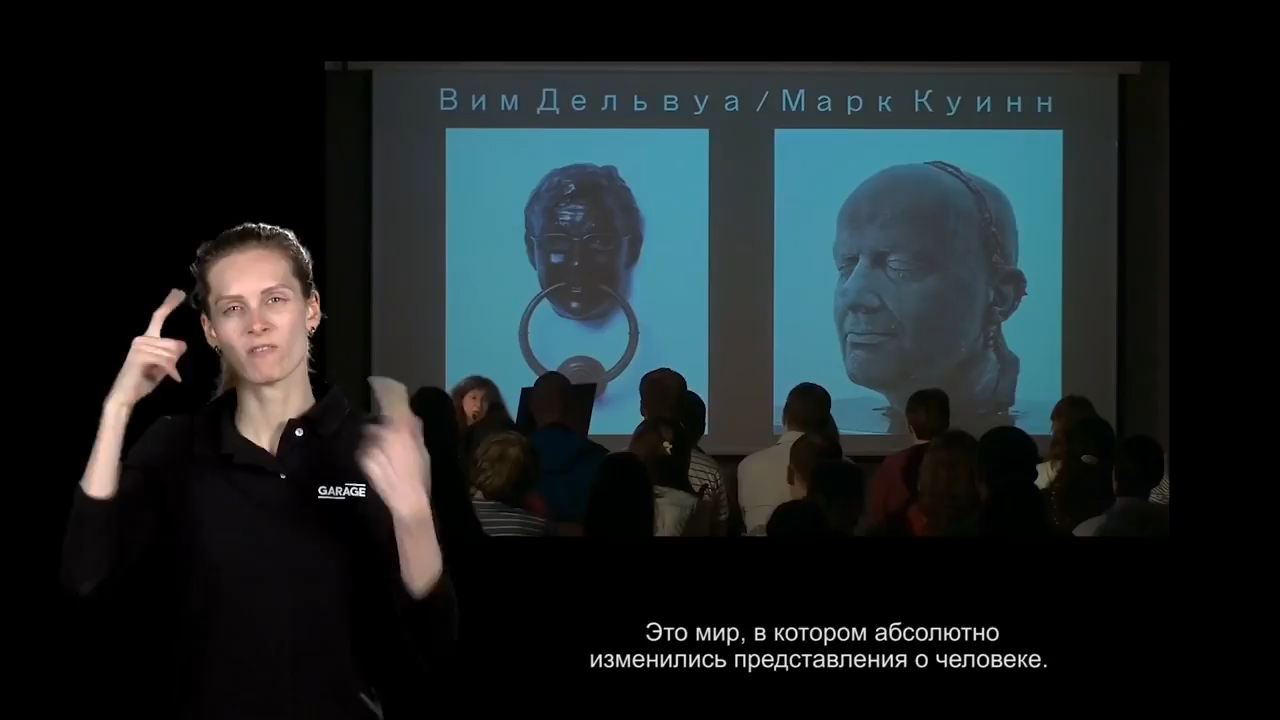 Вим Дельвуа / Марк Куинн
GARAGE
Это мир, в котором абсолютно
изменились представления о человеке.